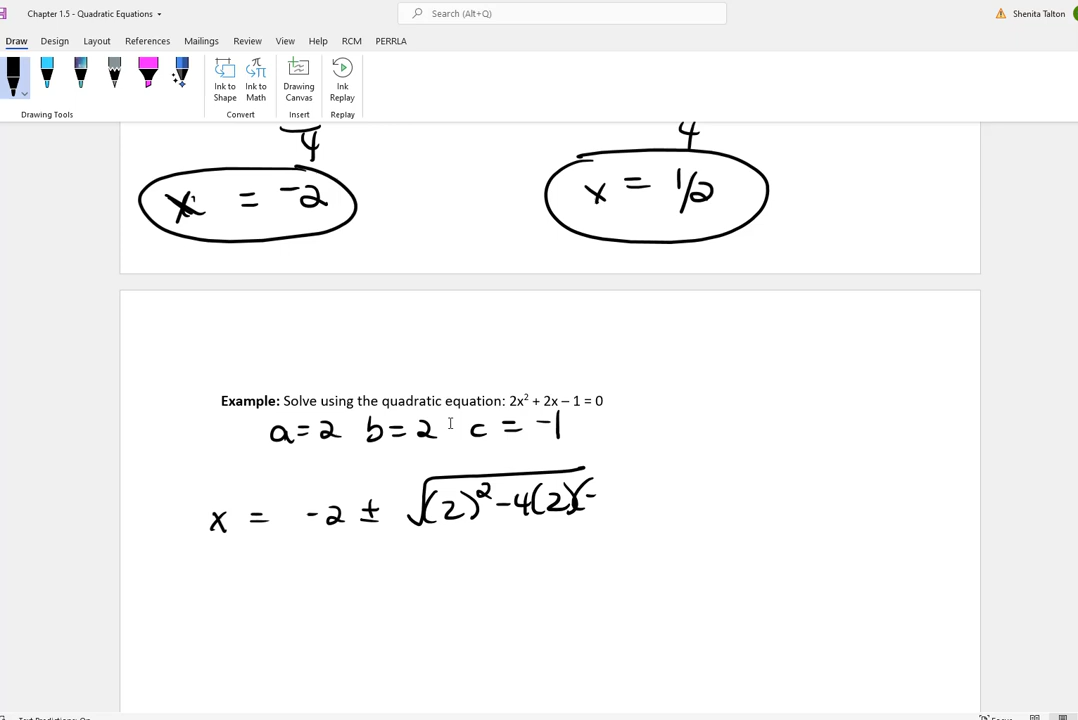 Chapter 1.5 - Quadratic Equations
Search (Alt+Q)
Shenita Talton
Draw Design Layout References Mailings Review View Help RCM PERRLA
Ink to Shape
Ink to Math
Drawing Canvas
Ink Replay
Drawing Tools Convert Insert Replay
4 4
x = -2 x = 1/2
Example: Solve using the quadratic equation: 2x² + 2x – 1 = 0
a = 2 b = 2 c = -1
x = -2 ± √(2)² - 4(2)(-